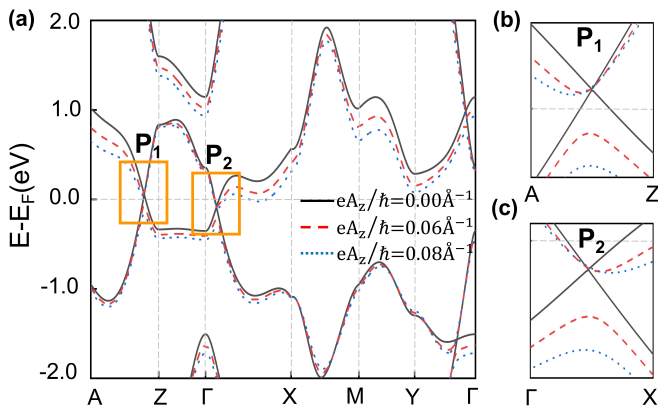 (a)
2.0
1.0
0.0
-1.0
-2.0
E-E_F(eV)
P₁
P₂
eA_z/ℏ=0.00Å⁻¹
eA_z/ℏ=0.06Å⁻¹
eA_z/ℏ=0.08Å⁻¹
A Z Γ X M Y Γ
(b)
P₁
A Z
(c)
P₂
Γ X